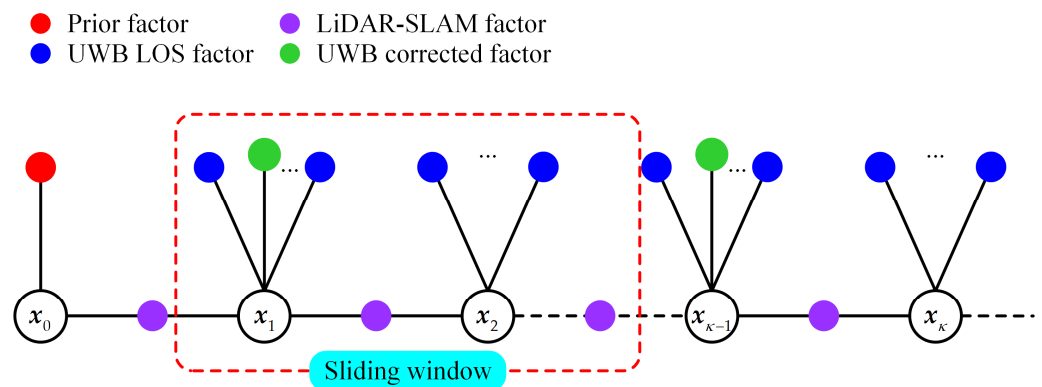 Prior factor
LiDAR-SLAM factor
UWB LOS factor
UWB corrected factor
...
...
...
...
x₀
x₁
x₂
xκ₋₁
xκ
Sliding window